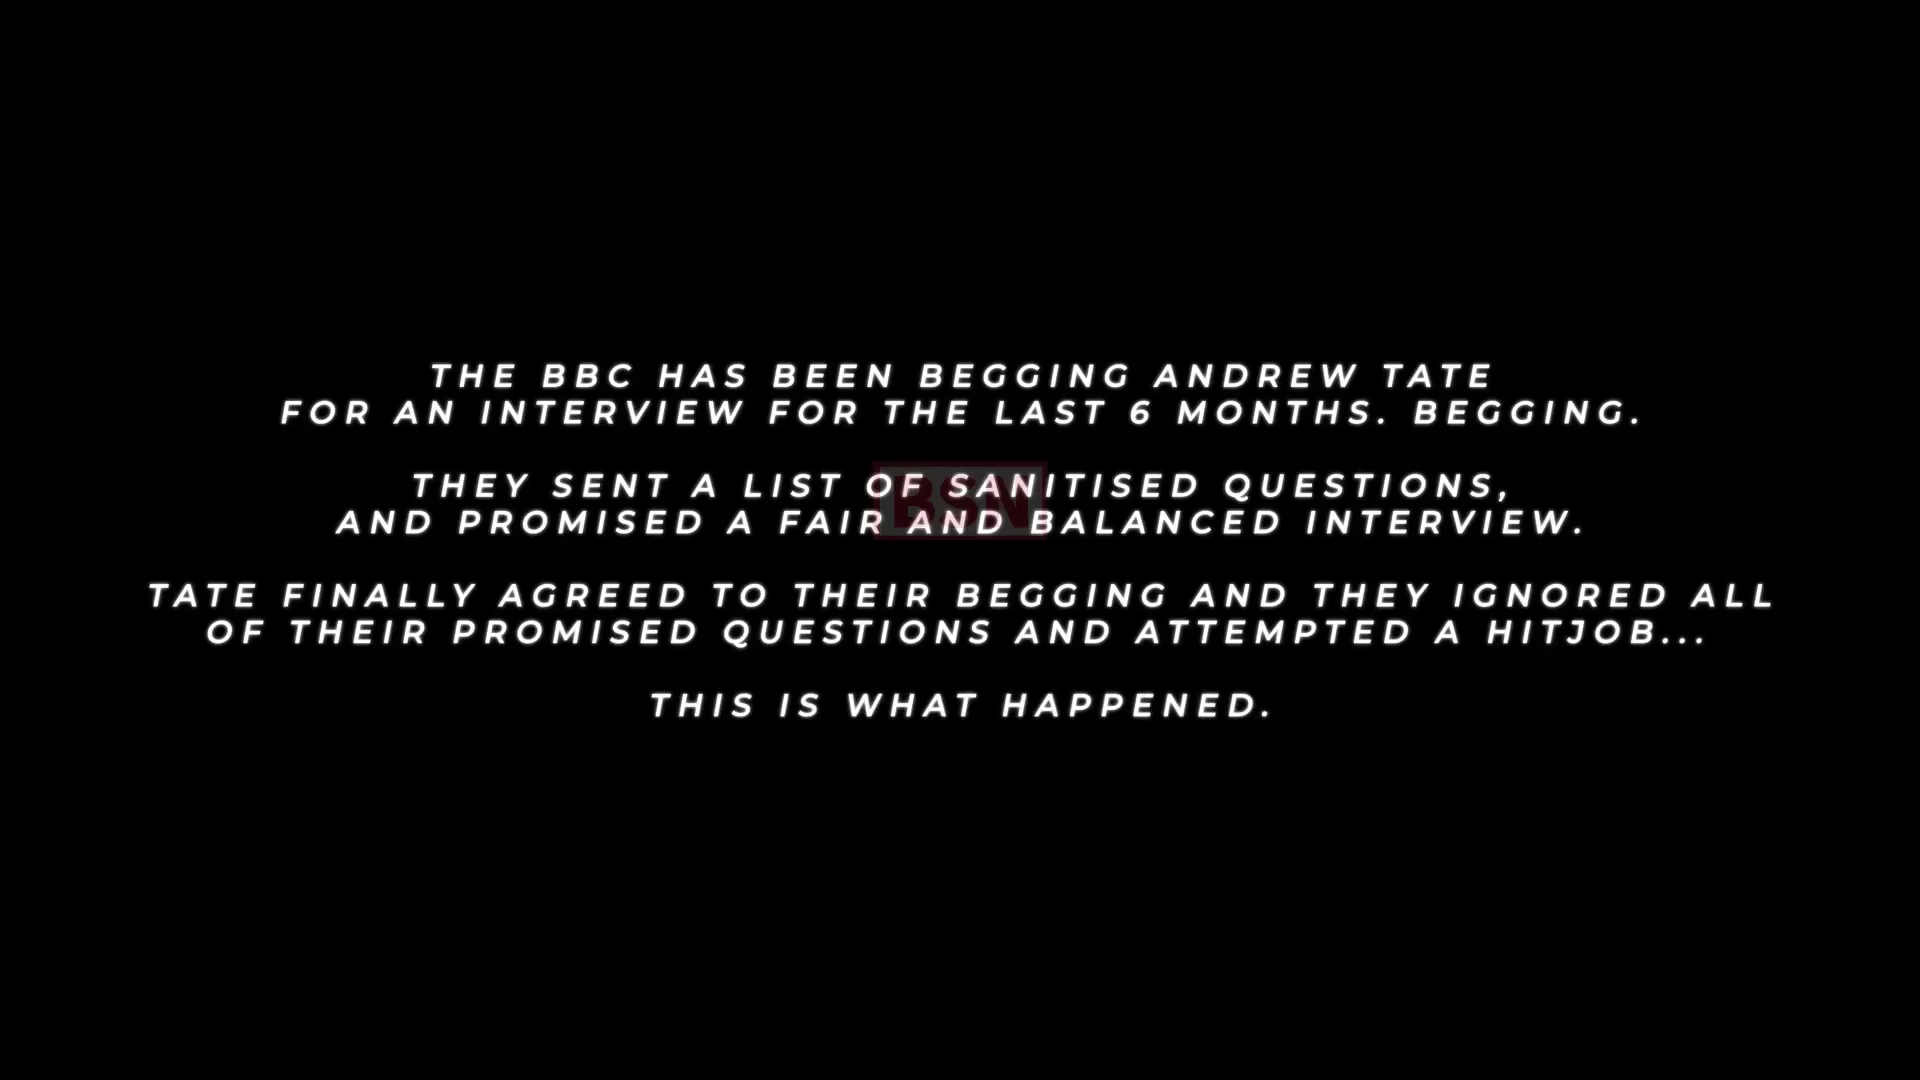 THE BBC HAS BEEN BEGGING ANDREW TATE
FOR AN INTERVIEW FOR THE LAST 6 MONTHS. BEGGING.
THEY SENT A LIST OF SANITISED QUESTIONS,
AND PROMISED A FAIR AND BALANCED INTERVIEW.
BSN
TATE FINALLY AGREED TO THEIR BEGGING AND THEY IGNORED ALL
OF THEIR PROMISED QUESTIONS AND ATTEMPTED A HITJOB...
THIS IS WHAT HAPPENED.